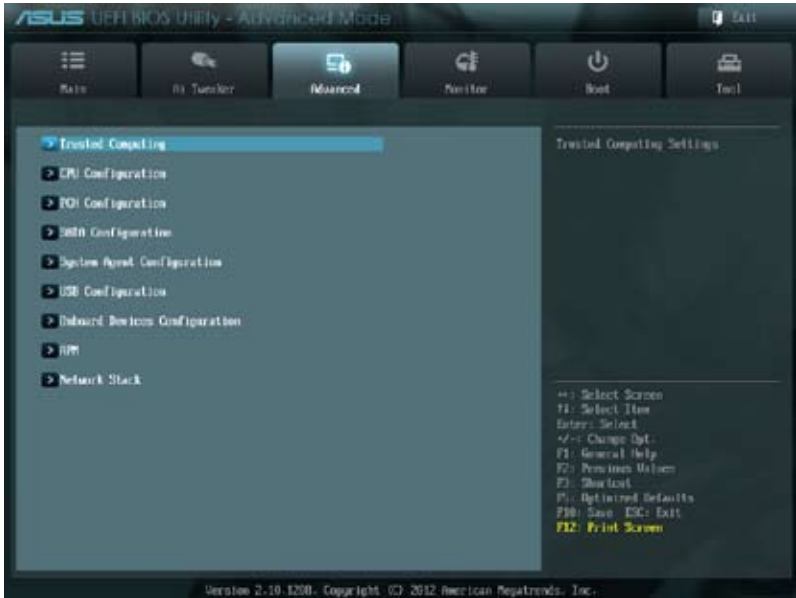 ASUS UEFI BIOS Utility - Advanced Mode
Exit
Main
Ai Tweaker
Advanced
Monitor
Boot
Tool
Trusted Computing
CPU Configuration
PCH Configuration
SATA Configuration
System Agent Configuration
USB Configuration
Onboard Devices Configuration
APM
Network Stack
Trusted Computing Settings
→←: Select Screen
↑↓: Select Item
Enter: Select
+/-: Change Opt.
F1: General Help
F2: Previous Values
F3: Shortcut
F5: Optimized Defaults
F10: Save ESC: Exit
F12: Print Screen
Version 2.10.1208. Copyright (C) 2012 American Megatrends, Inc.